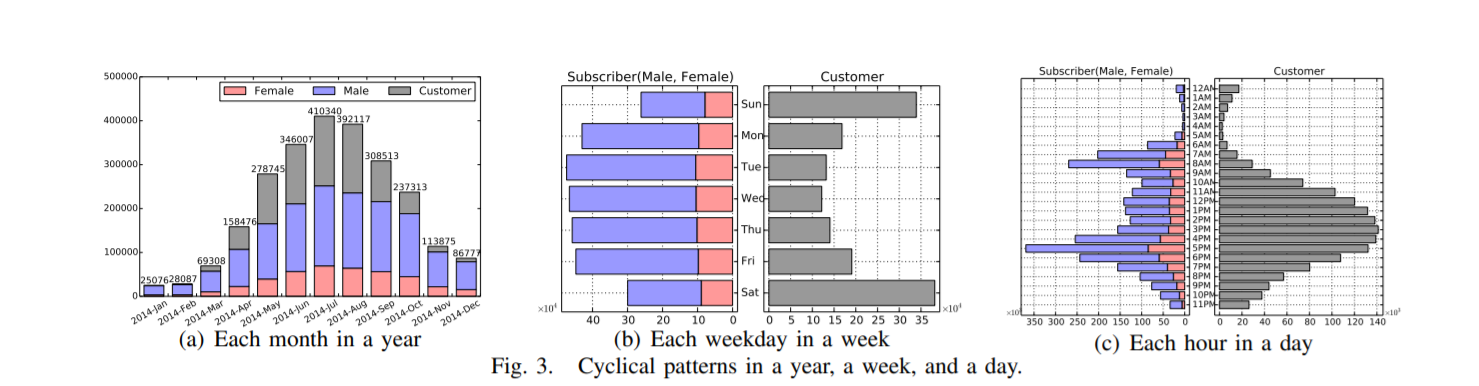 500000
400000
300000
200000
100000
0
Female Male Customer
25076
28087
69308
158476
278745
346007
410340
392117
308513
237313
113875
86777
2014-Jan
2014-Feb
2014-Mar
2014-Apr
2014-May
2014-Jun
2014-Jul
2014-Aug
2014-Sep
2014-Oct
2014-Nov
2014-Dec
(a) Each month in a year
Subscriber(Male, Female) Customer
Sun
Mon
Tue
Wed
Thu
Fri
Sat
×10⁴ ×10⁴
40 30 20 10 0 0 5 10 15 20 25 30 35
(b) Each weekday in a week
Subscriber(Male, Female) Customer
12AM
1AM
2AM
3AM
4AM
5AM
6AM
7AM
8AM
9AM
10AM
11AM
12PM
1PM
2PM
3PM
4PM
5PM
6PM
7PM
8PM
9PM
10PM
11PM
×10³
350 300 250 200 150 100 50 0 0 20 40 60 80 100 120 140
(c) Each hour in a day
Fig. 3. Cyclical patterns in a year, a week, and a day.